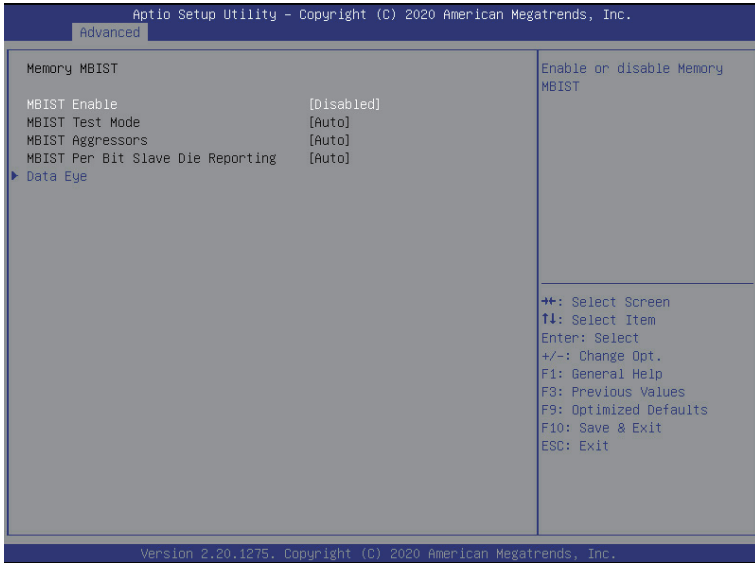 Aptio Setup Utility – Copyright (C) 2020 American Megatrends, Inc.
Advanced
Memory MBIST
MBIST Enable [Disabled]
MBIST Test Mode [Auto]
MBIST Aggressors [Auto]
MBIST Per Bit Slave Die Reporting [Auto]
Data Eye
Enable or disable Memory
MBIST
→←: Select Screen
↑↓: Select Item
Enter: Select
+/-: Change Opt.
F1: General Help
F3: Previous Values
F9: Optimized Defaults
F10: Save & Exit
ESC: Exit
Version 2.20.1275. Copyright (C) 2020 American Megatrends, Inc.